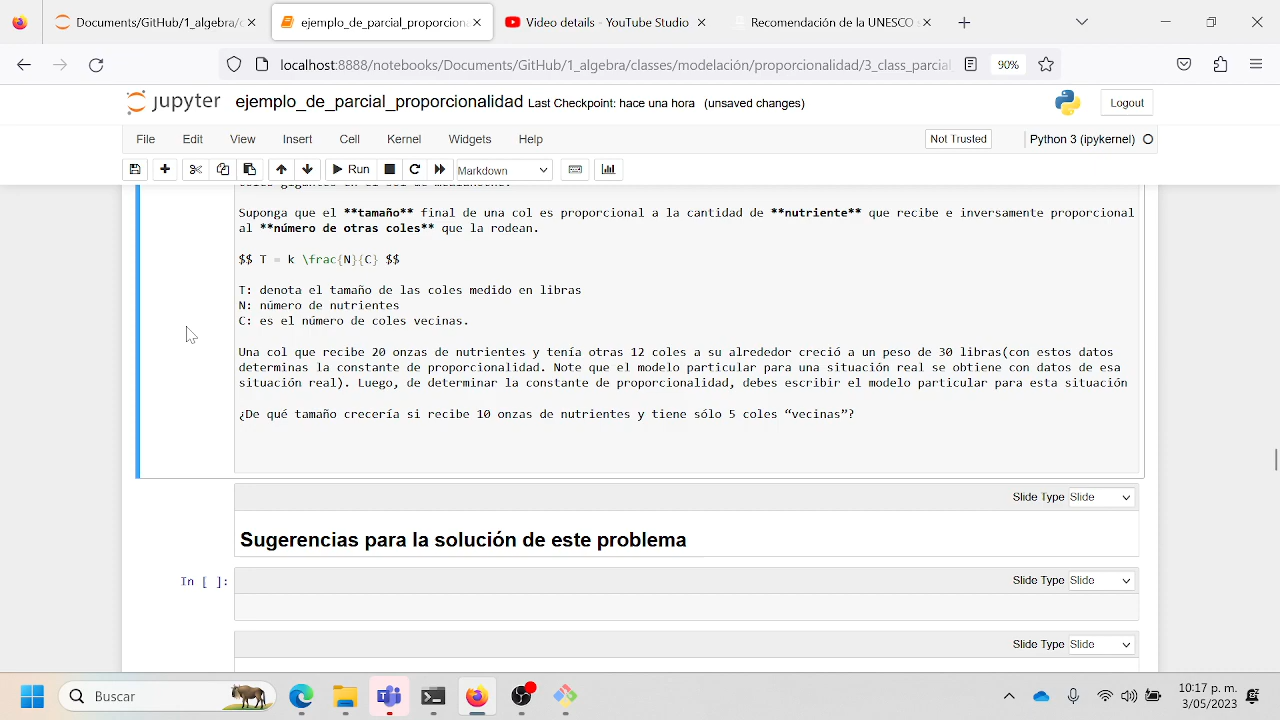 Documents/GitHub/1_algebra/c
ejemplo_de_parcial_proporcion
Video details - YouTube Studio
Recomendación de la UNESCO
localhost:8888/notebooks/Documents/GitHub/1_algebra/classes/modelación/proporcionalidad/3_class_parcial_
90%
jupyter ejemplo_de_parcial_proporcionalidad Last Checkpoint: hace una hora (unsaved changes)
Logout
File Edit View Insert Cell Kernel Widgets Help
Not Trusted
Python 3 (ipykernel)
Run
Markdown
Suponga que el **tamaño** final de una col es proporcional a la cantidad de **nutriente** que recibe e inversamente proporcional
al **número de otras coles** que la rodean.
$$ T = k \frac{N}{C} $$
T: denota el tamaño de las coles medido en libras
N: número de nutrientes
C: es el número de coles vecinas.
Una col que recibe 20 onzas de nutrientes y tenía otras 12 coles a su alrededor creció a un peso de 30 libras(con estos datos
determinas la constante de proporcionalidad. Note que el modelo particular para una situación real se obtiene con datos de esa
situación real). Luego, de determinar la constante de proporcionalidad, debes escribir el modelo particular para esta situación
¿De qué tamaño crecería si recibe 10 onzas de nutrientes y tiene sólo 5 coles “vecinas”?
Slide Type Slide
Sugerencias para la solución de este problema
Slide Type Slide
In [ ]:
Slide Type Slide
Buscar
10:17 p. m.
3/05/2023